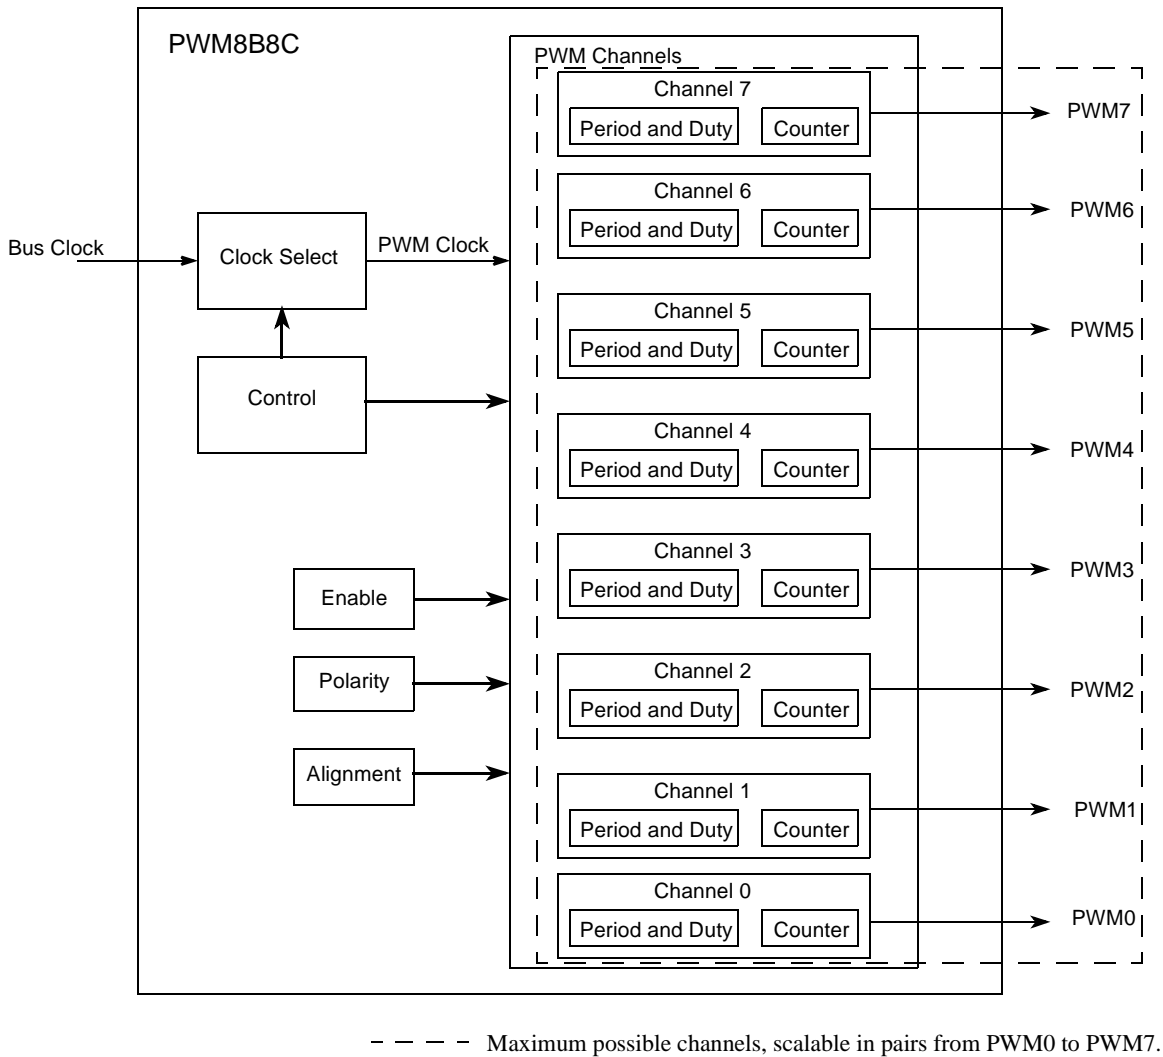 PWM8B8C
PWM Channels
Channel 7
Period and Duty
Counter
PWM7
Channel 6
Period and Duty
Counter
PWM6
Bus Clock
Clock Select
PWM Clock
Channel 5
Period and Duty
Counter
PWM5
Control
Channel 4
Period and Duty
Counter
PWM4
Channel 3
Period and Duty
Counter
PWM3
Enable
Polarity
Channel 2
Period and Duty
Counter
PWM2
Alignment
Channel 1
Period and Duty
Counter
PWM1
Channel 0
Period and Duty
Counter
PWM0
Maximum possible channels, scalable in pairs from PWM0 to PWM7.